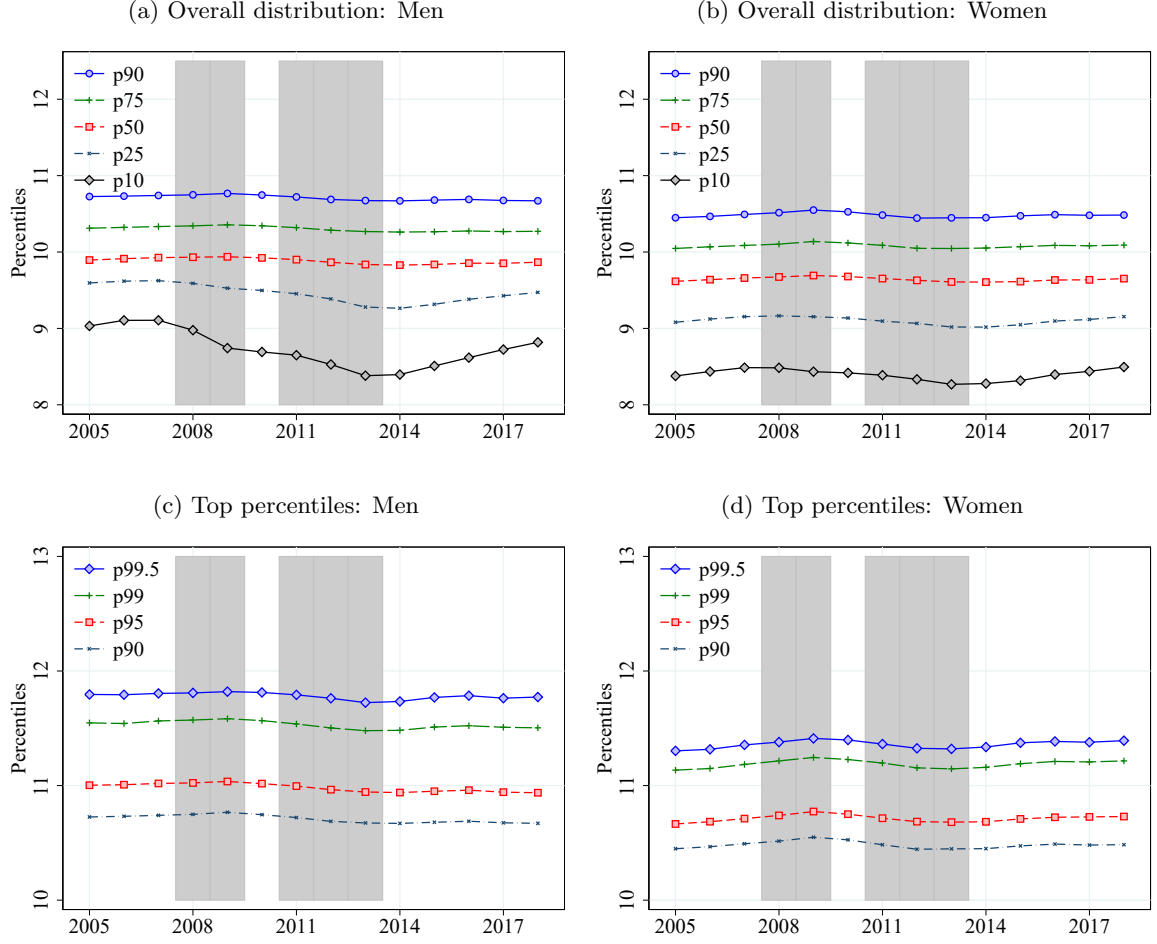 (a) Overall distribution: Men
p90
p75
p50
p25
p10
Percentiles
12
11
10
9
8
2005 2008 2011 2014 2017
(b) Overall distribution: Women
p90
p75
p50
p25
p10
Percentiles
12
11
10
9
8
2005 2008 2011 2014 2017
(c) Top percentiles: Men
p99.5
p99
p95
p90
Percentiles
13
12
11
10
2005 2008 2011 2014 2017
(d) Top percentiles: Women
p99.5
p99
p95
p90
Percentiles
13
12
11
10
2005 2008 2011 2014 2017